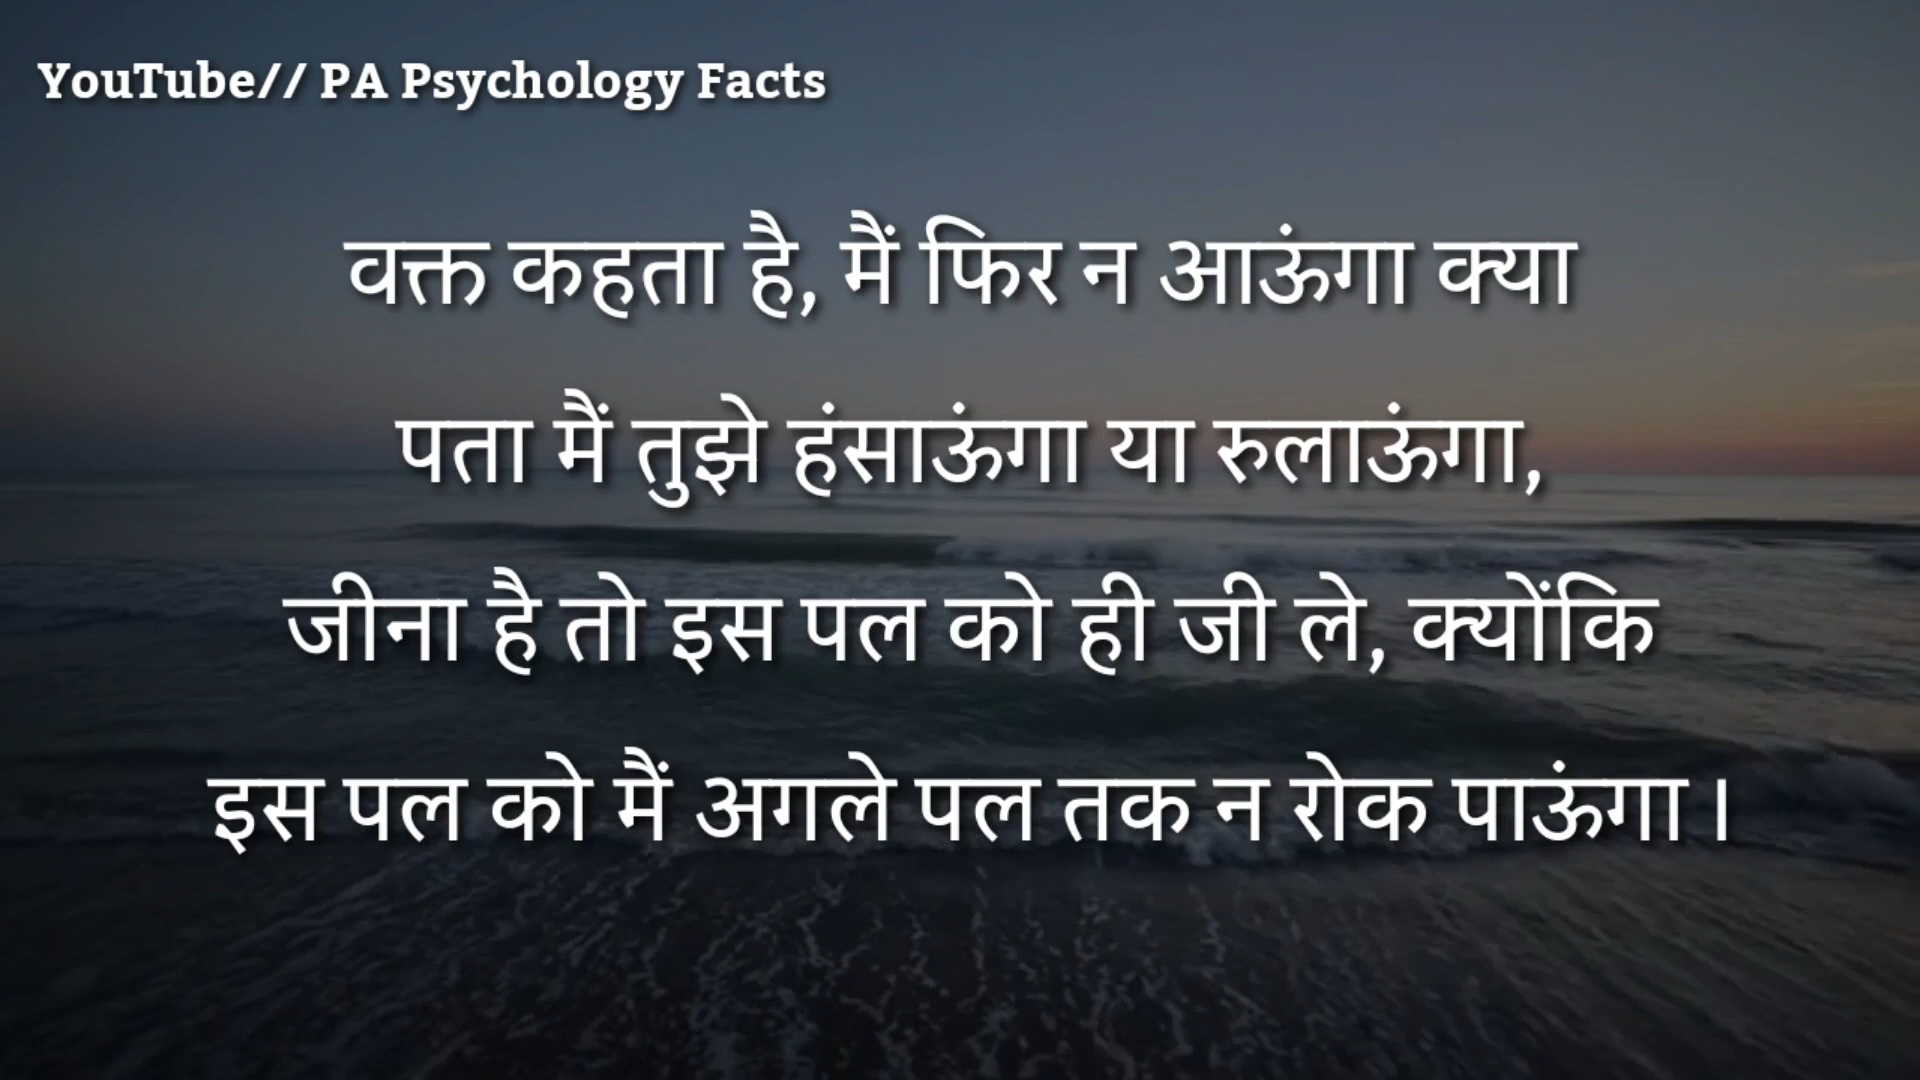 YouTube// PA Psychology Facts
वक्त कहता है, मैं फिर न आऊंगा क्या
पता मैं तुझे हंसाऊंगा या रुलाऊंगा,
जीना है तो इस पल को ही जी ले, क्योंकि
इस पल को मैं अगले पल तक न रोक पाऊंगा ।